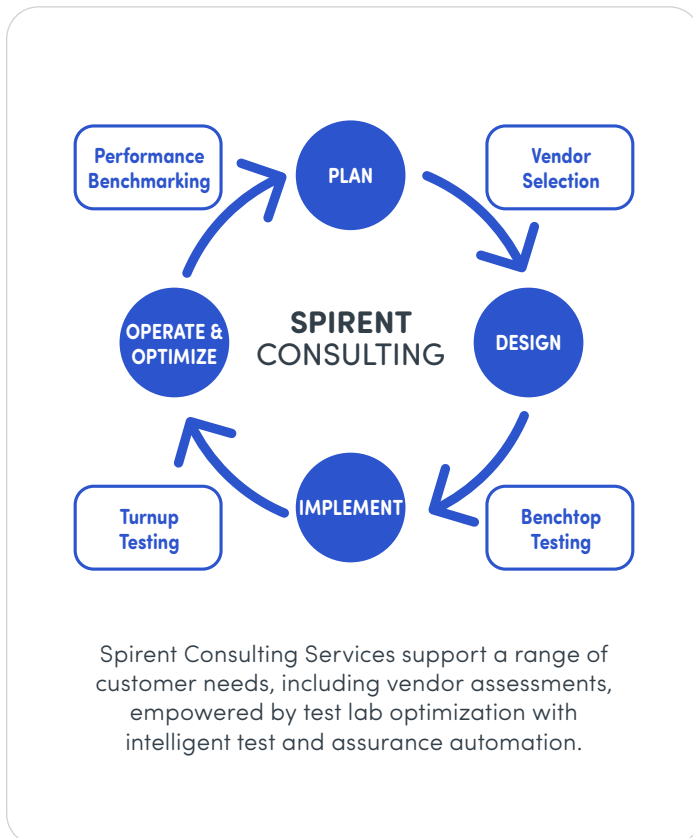 Performance
Benchmarking
PLAN
Vendor
Selection
OPERATE &
OPTIMIZE
SPIRENT
CONSULTING
DESIGN
Turnup
Testing
IMPLEMENT
Benchtop
Testing
Spirent Consulting Services support a range of
customer needs, including vendor assessments,
empowered by test lab optimization with
intelligent test and assurance automation.